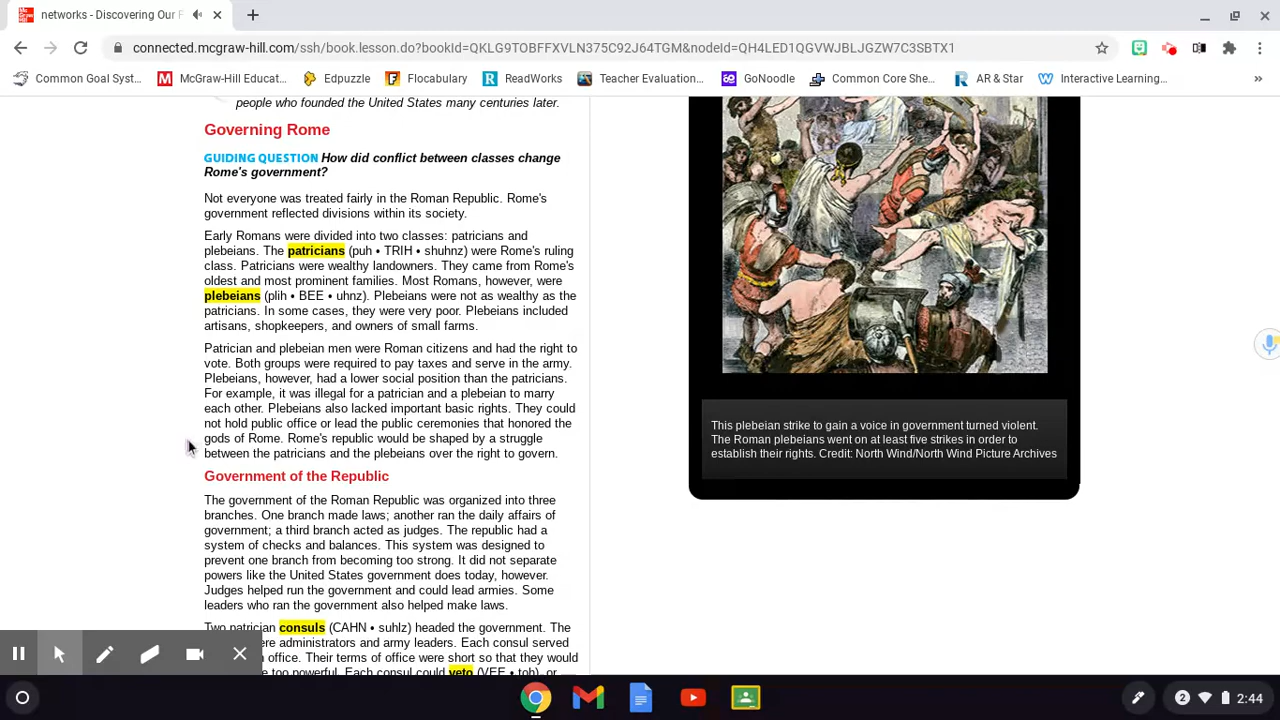 networks - Discovering Our F
connected.mcgraw-hill.com/ssh/book.lesson.do?bookId=QKLG9TOBFFXVLN375C92J64TGM&nodeId=QH4LED1QGVWJBLJGZW7C3SBTX1
Common Goal Syst... McGraw-Hill Educat... Edpuzzle Flocabulary ReadWorks Teacher Evaluation... GoNoodle Common Core She... AR & Star Interactive Learning... »
people who founded the United States many centuries later.
Governing Rome
GUIDING QUESTION How did conflict between classes change
Rome's government?
Not everyone was treated fairly in the Roman Republic. Rome's
government reflected divisions within its society.
Early Romans were divided into two classes: patricians and
plebeians. The patricians (puh • TRIH • shuhnz) were Rome's ruling
class. Patricians were wealthy landowners. They came from Rome's
oldest and most prominent families. Most Romans, however, were
plebeians (plih • BEE • uhnz). Plebeians were not as wealthy as the
patricians. In some cases, they were very poor. Plebeians included
artisans, shopkeepers, and owners of small farms.
Patrician and plebeian men were Roman citizens and had the right to
vote. Both groups were required to pay taxes and serve in the army.
Plebeians, however, had a lower social position than the patricians.
For example, it was illegal for a patrician and a plebeian to marry
each other. Plebeians also lacked important basic rights. They could
not hold public office or lead the public ceremonies that honored the
gods of Rome. Rome's republic would be shaped by a struggle
between the patricians and the plebeians over the right to govern.
Government of the Republic
The government of the Roman Republic was organized into three
branches. One branch made laws; another ran the daily affairs of
government; a third branch acted as judges. The republic had a
system of checks and balances. This system was designed to
prevent one branch from becoming too strong. It did not separate
powers like the United States government does today, however.
Judges helped run the government and could lead armies. Some
leaders who ran the government also helped make laws.
Two patrician consuls (CAHN • suhlz) headed the government. The
ere administrators and army leaders. Each consul served
office. Their terms of office were short so that they would
too powerful. Each consul could veto (VEE • toh), or
This plebeian strike to gain a voice in government turned violent.
The Roman plebeians went on at least five strikes in order to
establish their rights. Credit: North Wind/North Wind Picture Archives
2 2:44